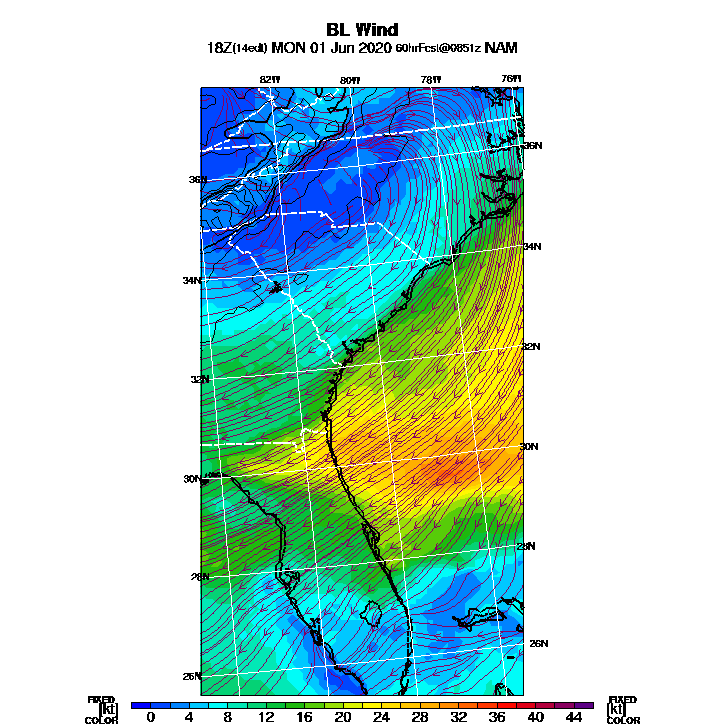 BL Wind
18Z(14edt) MON 01 Jun 2020 60hrFcst@0851z NAM
82W 80W 78W 76W
36N 36N
34N 34N
32N 32N
30N 30N
28N 28N
26N 26N
FIXED FIXED
[kt] 0 4 8 12 16 20 24 28 32 36 40 44 [kt]
COLOR COLOR